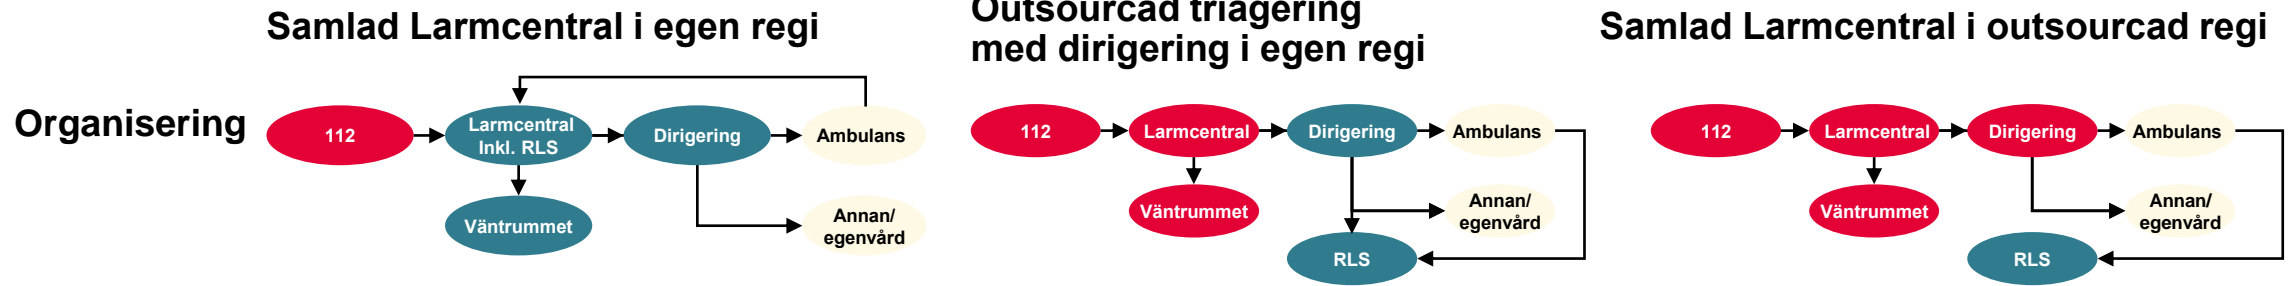 Samlad Larmcentral i egen regi
Outsourcad triagering
med dirigering i egen regi
Samlad Larmcentral i outsourcad regi
Organisering
112
Larmcentral
Inkl. RLS
Dirigering
Ambulans
Väntrummet
Annan/
egenvård
112
Larmcentral
Dirigering
Ambulans
Väntrummet
Annan/
egenvård
RLS
112
Larmcentral
Dirigering
Ambulans
Väntrummet
Annan/
egenvård
RLS